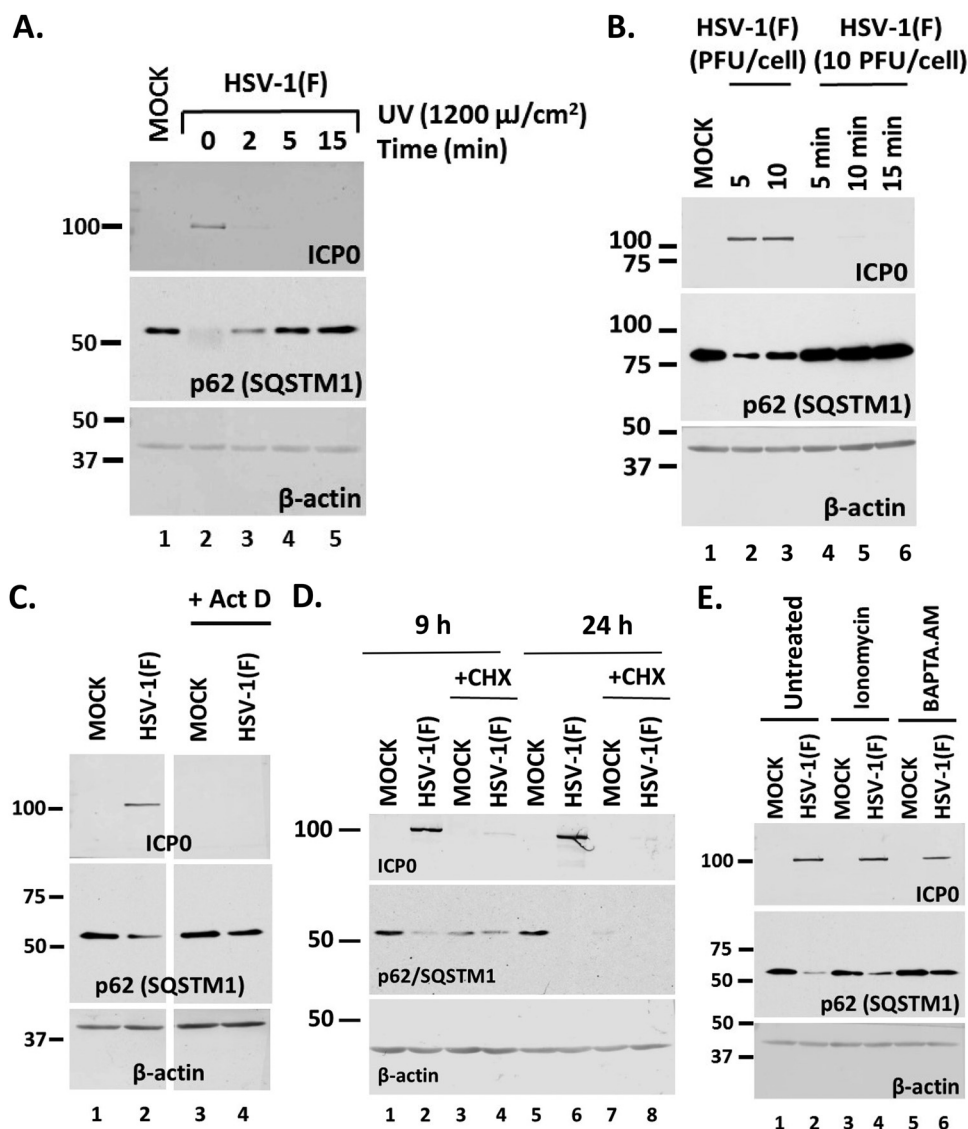 A.
MOCK
HSV-1(F)
0 2 5 15
UV (1200 µJ/cm²)
Time (min)
100
ICP0
50
p62 (SQSTM1)
50
37
β-actin
1 2 3 4 5
B.
HSV-1(F) HSV-1(F)
(PFU/cell) (10 PFU/cell)
MOCK 5 10 5 min 10 min 15 min
100
75
ICP0
100
75
p62 (SQSTM1)
50
37
β-actin
1 2 3 4 5 6
C.
+ Act D
MOCK HSV-1(F) MOCK HSV-1(F)
100
ICP0
75
50
p62 (SQSTM1)
37
β-actin
1 2 3 4
D.
9 h 24 h
+CHX +CHX
MOCK HSV-1(F) MOCK HSV-1(F) MOCK HSV-1(F) MOCK HSV-1(F)
100
ICP0
50
p62/SQSTM1
50
β-actin
1 2 3 4 5 6 7 8
E.
Untreated Ionomycin BAPTA.AM
MOCK HSV-1(F) MOCK HSV-1(F) MOCK HSV-1(F)
100
ICP0
75
50
p62 (SQSTM1)
50
37
β-actin
1 2 3 4 5 6